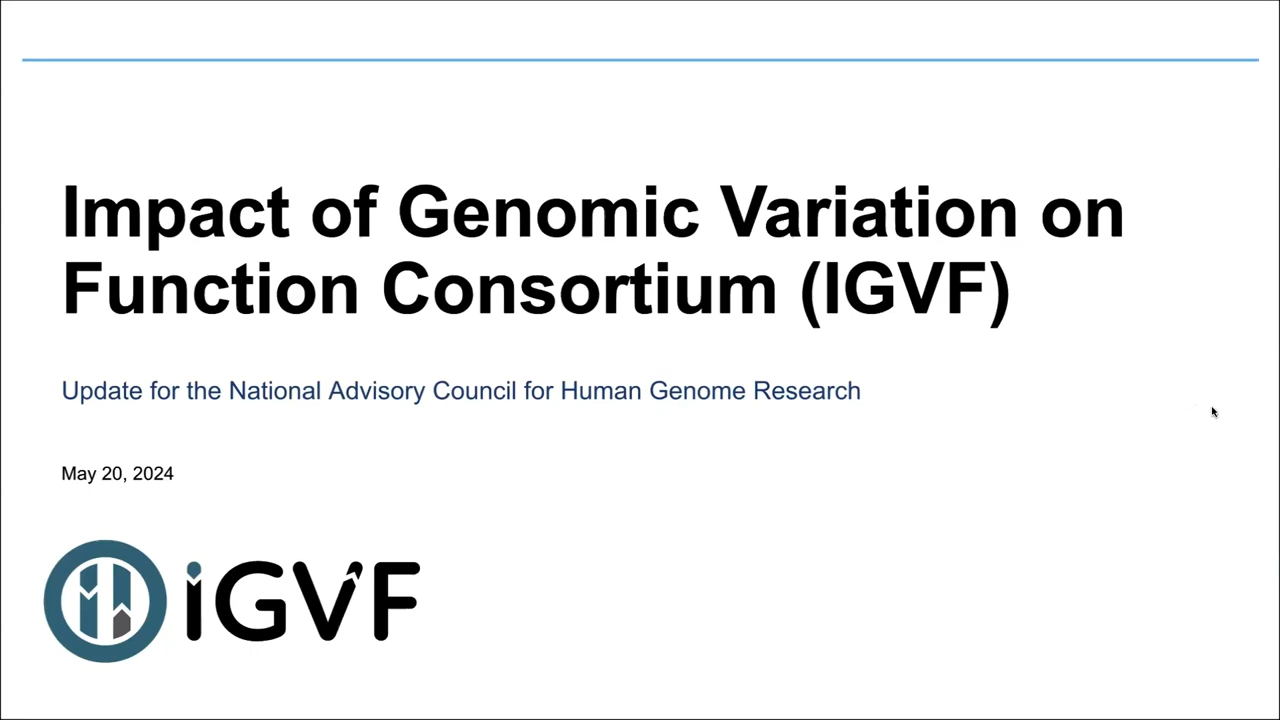 Impact of Genomic Variation on
Function Consortium (IGVF)
Update for the National Advisory Council for Human Genome Research
May 20, 2024
iGVF